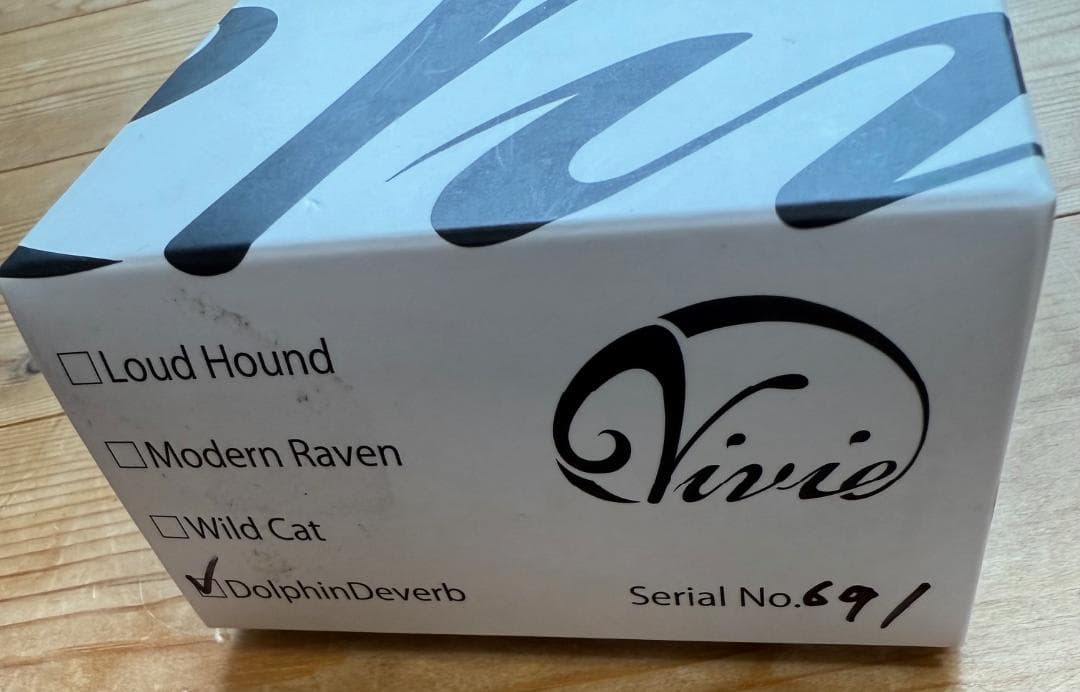 Loud Hound
Modern Raven
Wild Cat
DolphinDeverb
Vivie
Serial No.691